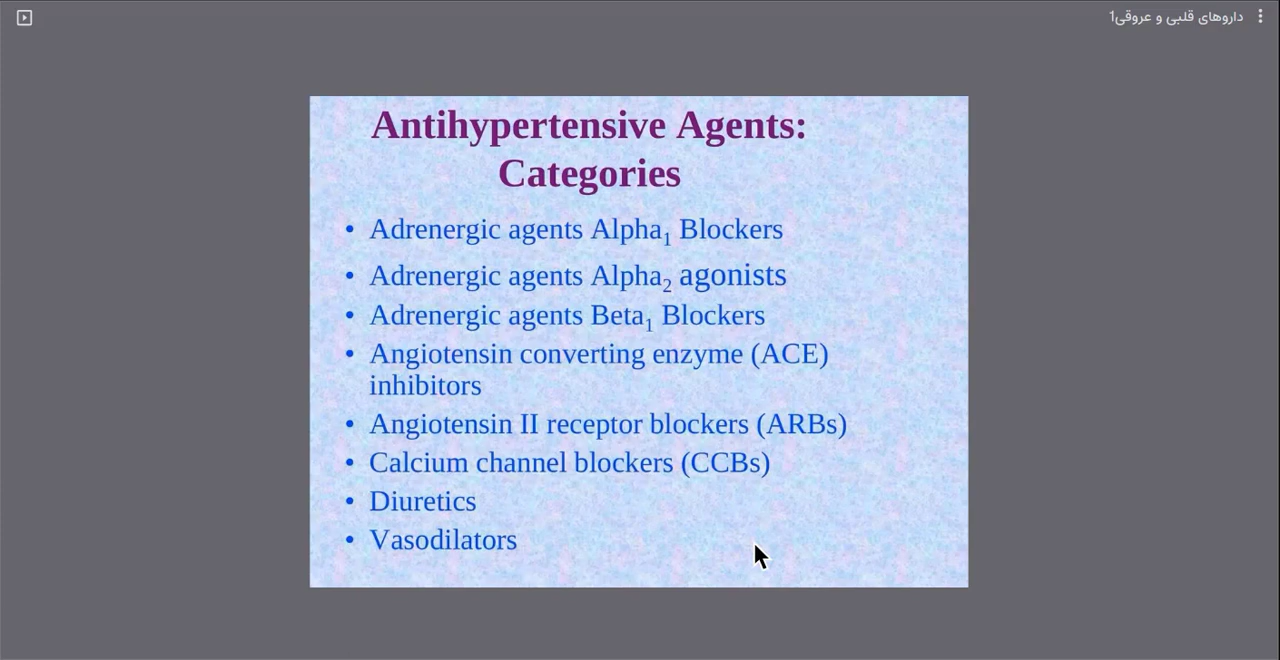 داروهای قلبی و عروقی1
Antihypertensive Agents:
Categories
• Adrenergic agents Alpha₁ Blockers
• Adrenergic agents Alpha₂ agonists
• Adrenergic agents Beta₁ Blockers
• Angiotensin converting enzyme (ACE)
inhibitors
• Angiotensin II receptor blockers (ARBs)
• Calcium channel blockers (CCBs)
• Diuretics
• Vasodilators